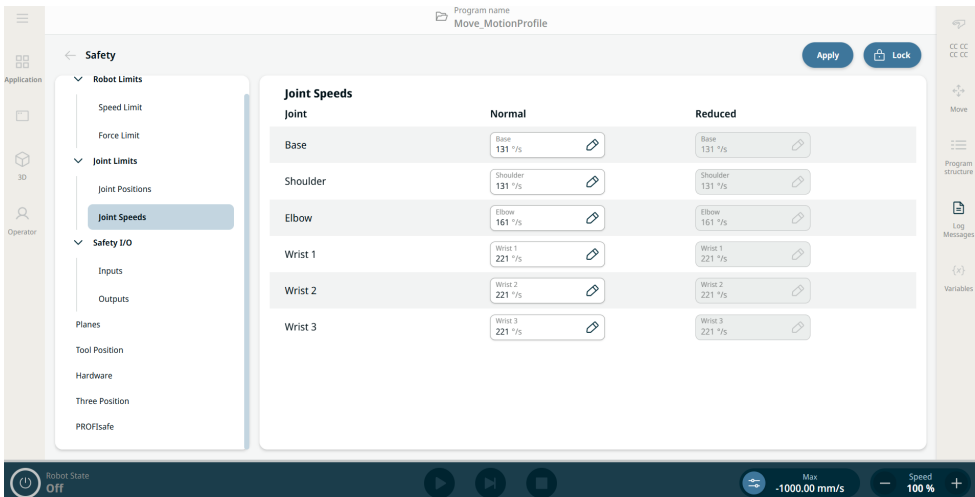 Program name
Move_MotionProfile
Safety
Apply
Lock
Application
3D
Operator
Robot Limits
Speed Limit
Force Limit
Joint Limits
Joint Positions
Joint Speeds
Safety I/O
Inputs
Outputs
Planes
Tool Position
Hardware
Three Position
PROFIsafe
Joint Speeds
Joint Normal Reduced
Base
Base
131 °/s
Base
131 °/s
Shoulder
Shoulder
131 °/s
Shoulder
131 °/s
Elbow
Elbow
161 °/s
Elbow
161 °/s
Wrist 1
Wrist 1
221 °/s
Wrist 1
221 °/s
Wrist 2
Wrist 2
221 °/s
Wrist 2
221 °/s
Wrist 3
Wrist 3
221 °/s
Wrist 3
221 °/s
CC CC
CC CC
Move
Program
structure
Log
Messages
{x}
Variables
Robot State
Off
Max
-1000.00 mm/s
Speed
100 %